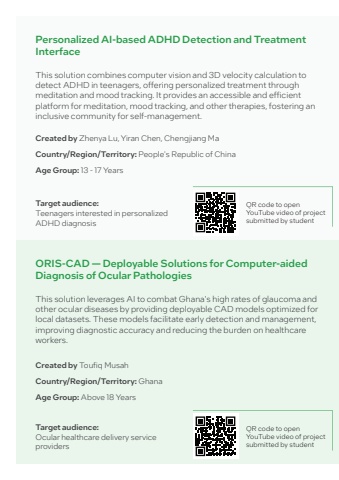 Personalized AI-based ADHD Detection and Treatment
Interface
This solution combines computer vision and 3D velocity calculation to
detect ADHD in teenagers, offering personalized treatment through
meditation and mood tracking. It provides an accessible and efficient
platform for meditation, mood tracking, and other therapies, fostering an
inclusive community for self-management.
Created by Zhenya Lu, Yiran Chen, Chengjiang Ma
Country/Region/Territory: People's Republic of China
Age Group: 13 - 17 Years
Target audience:
Teenagers interested in personalized
ADHD diagnosis
QR code to open
YouTube video of project
submitted by student
ORIS-CAD — Deployable Solutions for Computer-aided
Diagnosis of Ocular Pathologies
This solution leverages AI to combat Ghana's high rates of glaucoma and
other ocular diseases by providing deployable CAD models optimized for
local datasets. These models facilitate early detection and management,
improving diagnostic accuracy and reducing the burden on healthcare
workers.
Created by Toufiq Musah
Country/Region/Territory: Ghana
Age Group: Above 18 Years
Target audience:
Ocular healthcare delivery service
providers
QR code to open
YouTube video of project
submitted by student